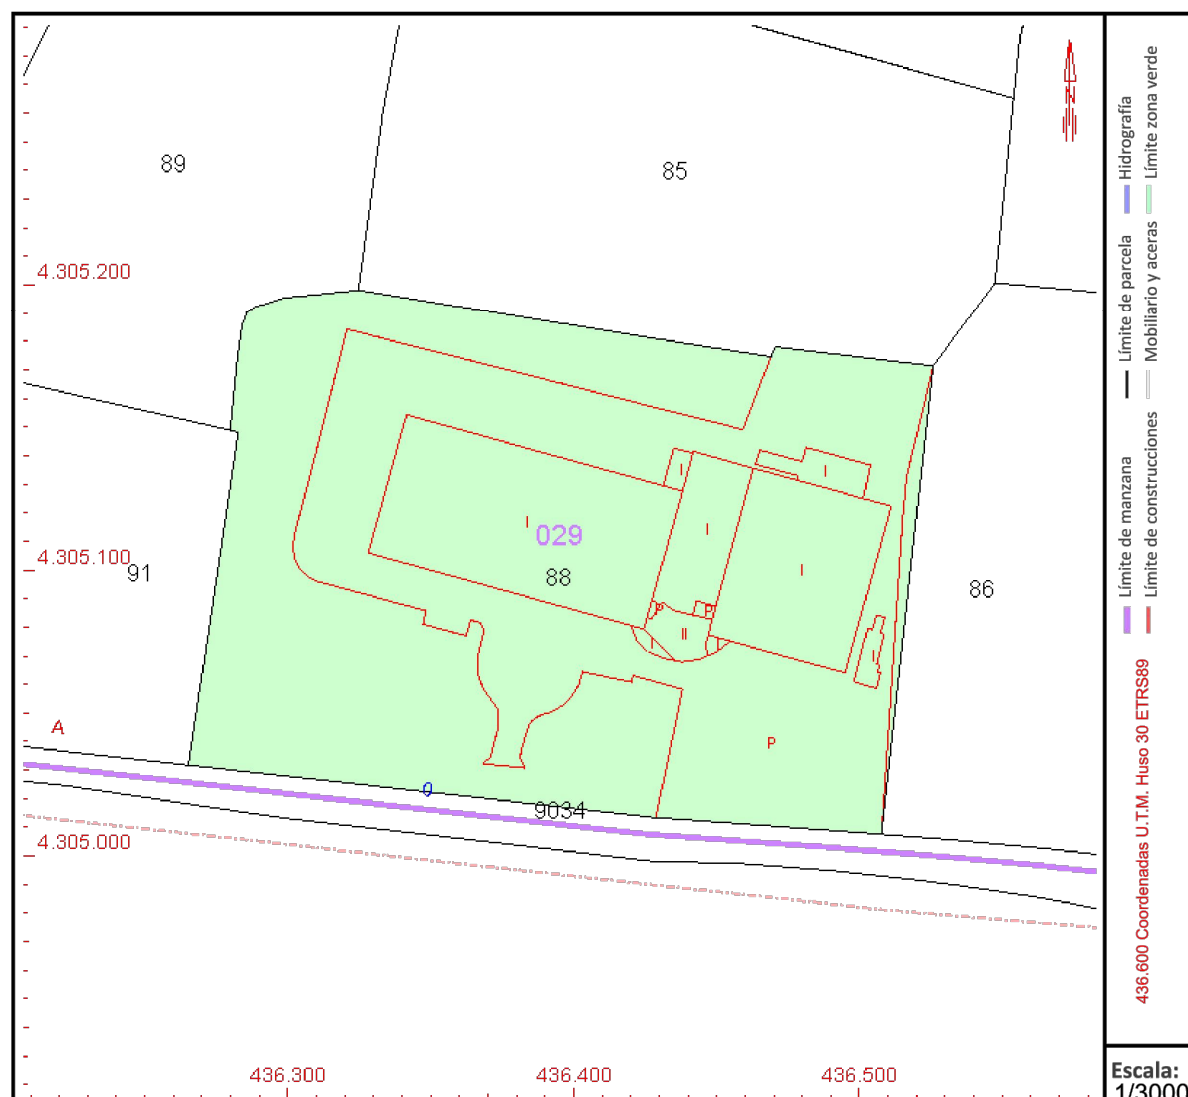 89
85
4.305.200
I
I
I
029
I
4.305.100
88
91
I
86
P
P
II
I
I
I
A
P
9034
4.305.000
436.300
436.400
436.500
N
Límite de manzana
Límite de parcela
Hidrografía
Límite de construcciones
Mobiliario y aceras
Límite zona verde
436.600 Coordenadas U.T.M. Huso 30 ETRS89
Escala:
1/3000